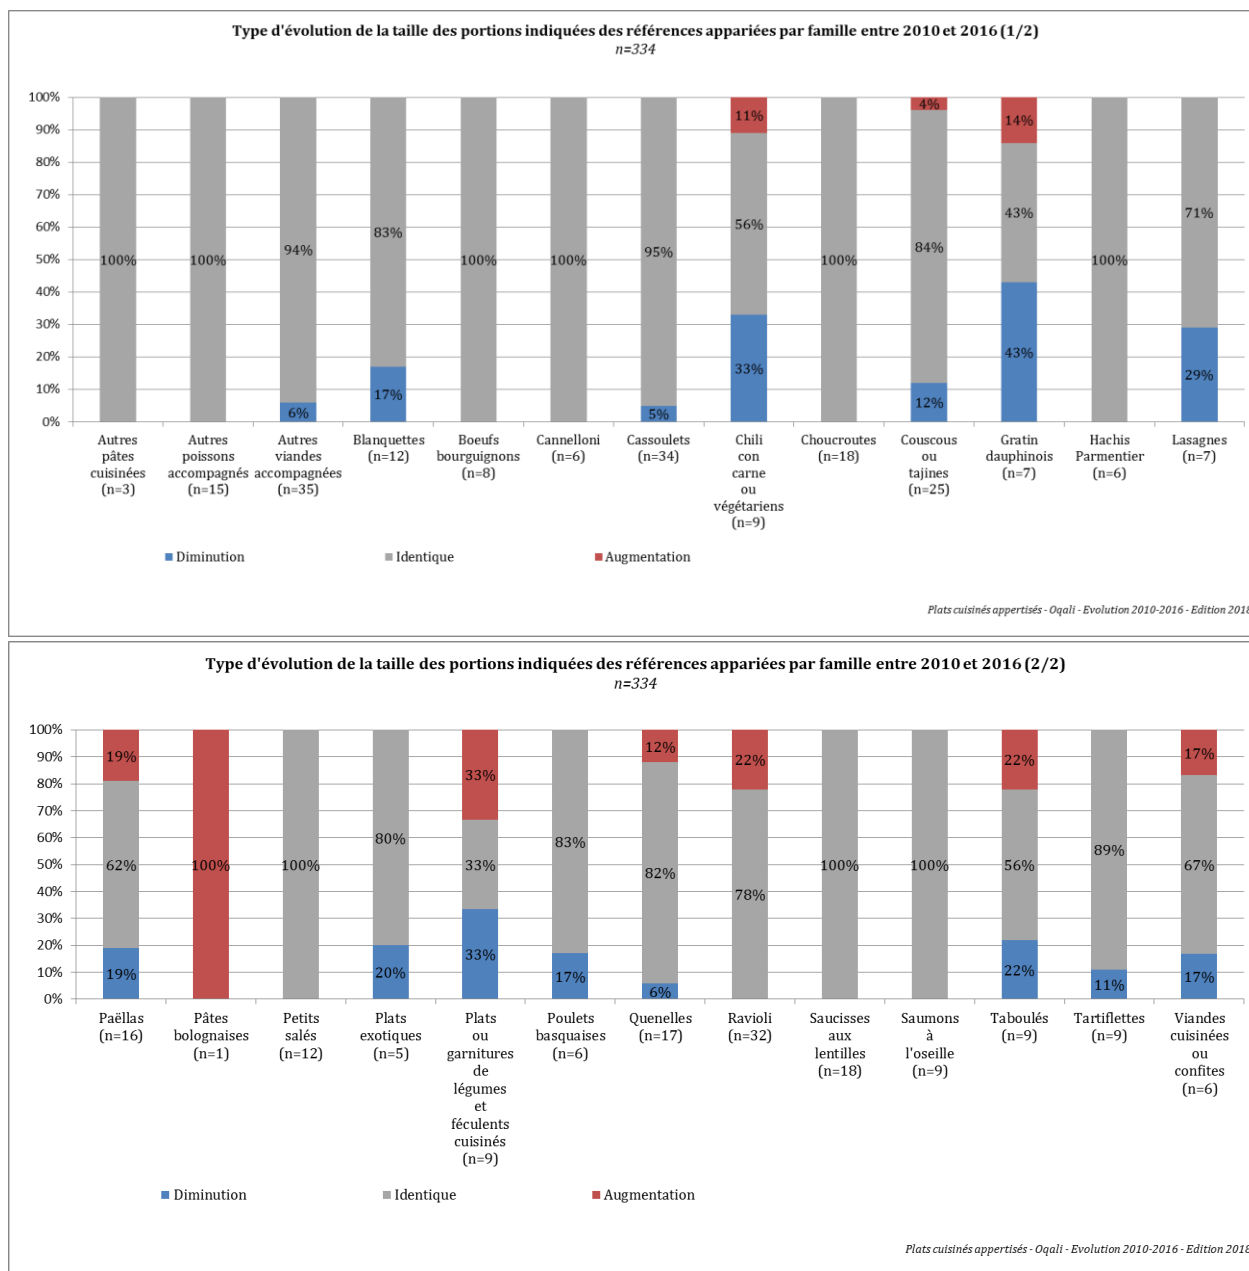 Type d'évolution de la taille des portions indiquées des références appariées par famille entre 2010 et 2016 (1/2)
n=334
100%
90%
80%
70%
60%
50%
40%
30%
20%
10%
0%
100%
100%
94%
6%
83%
17%
100%
100%
95%
5%
11%
56%
33%
100%
4%
84%
12%
14%
43%
43%
100%
71%
29%
Autres
pâtes
cuisinées
(n=3)
Autres
poissons
accompagnés
(n=15)
Autres
viandes
accompagnées
(n=35)
Blanquettes
(n=12)
Boeufs
bourguignons
(n=8)
Cannelloni
(n=6)
Cassoulets
(n=34)
Chili
con
carne
ou
végétariens
(n=9)
Choucroutes
(n=18)
Couscous
ou
tajines
(n=25)
Gratin
dauphinois
(n=7)
Hachis
Parmentier
(n=6)
Lasagnes
(n=7)
Diminution
Identique
Augmentation
Plats cuisinés appertisés - Oqali - Evolution 2010-2016 - Edition 2018
Type d'évolution de la taille des portions indiquées des références appariées par famille entre 2010 et 2016 (2/2)
n=334
100%
90%
80%
70%
60%
50%
40%
30%
20%
10%
0%
19%
62%
19%
100%
100%
80%
20%
33%
33%
33%
83%
17%
12%
82%
6%
22%
78%
100%
100%
22%
56%
22%
89%
11%
17%
67%
17%
Paëllas
(n=16)
Pâtes
bolognaises
(n=1)
Petits
salés
(n=12)
Plats
exotiques
(n=5)
Plats
ou
garnitures
de
légumes
et
féculents
cuisinés
(n=9)
Poulets
basquaises
(n=6)
Quenelles
(n=17)
Ravioli
(n=32)
Saucisses
aux
lentilles
(n=18)
Saumons
à
l'oseille
(n=9)
Taboulés
(n=9)
Tartiflettes
(n=9)
Viandes
cuisinées
ou
confites
(n=6)
Diminution
Identique
Augmentation
Plats cuisinés appertisés - Oqali - Evolution 2010-2016 - Edition 2018